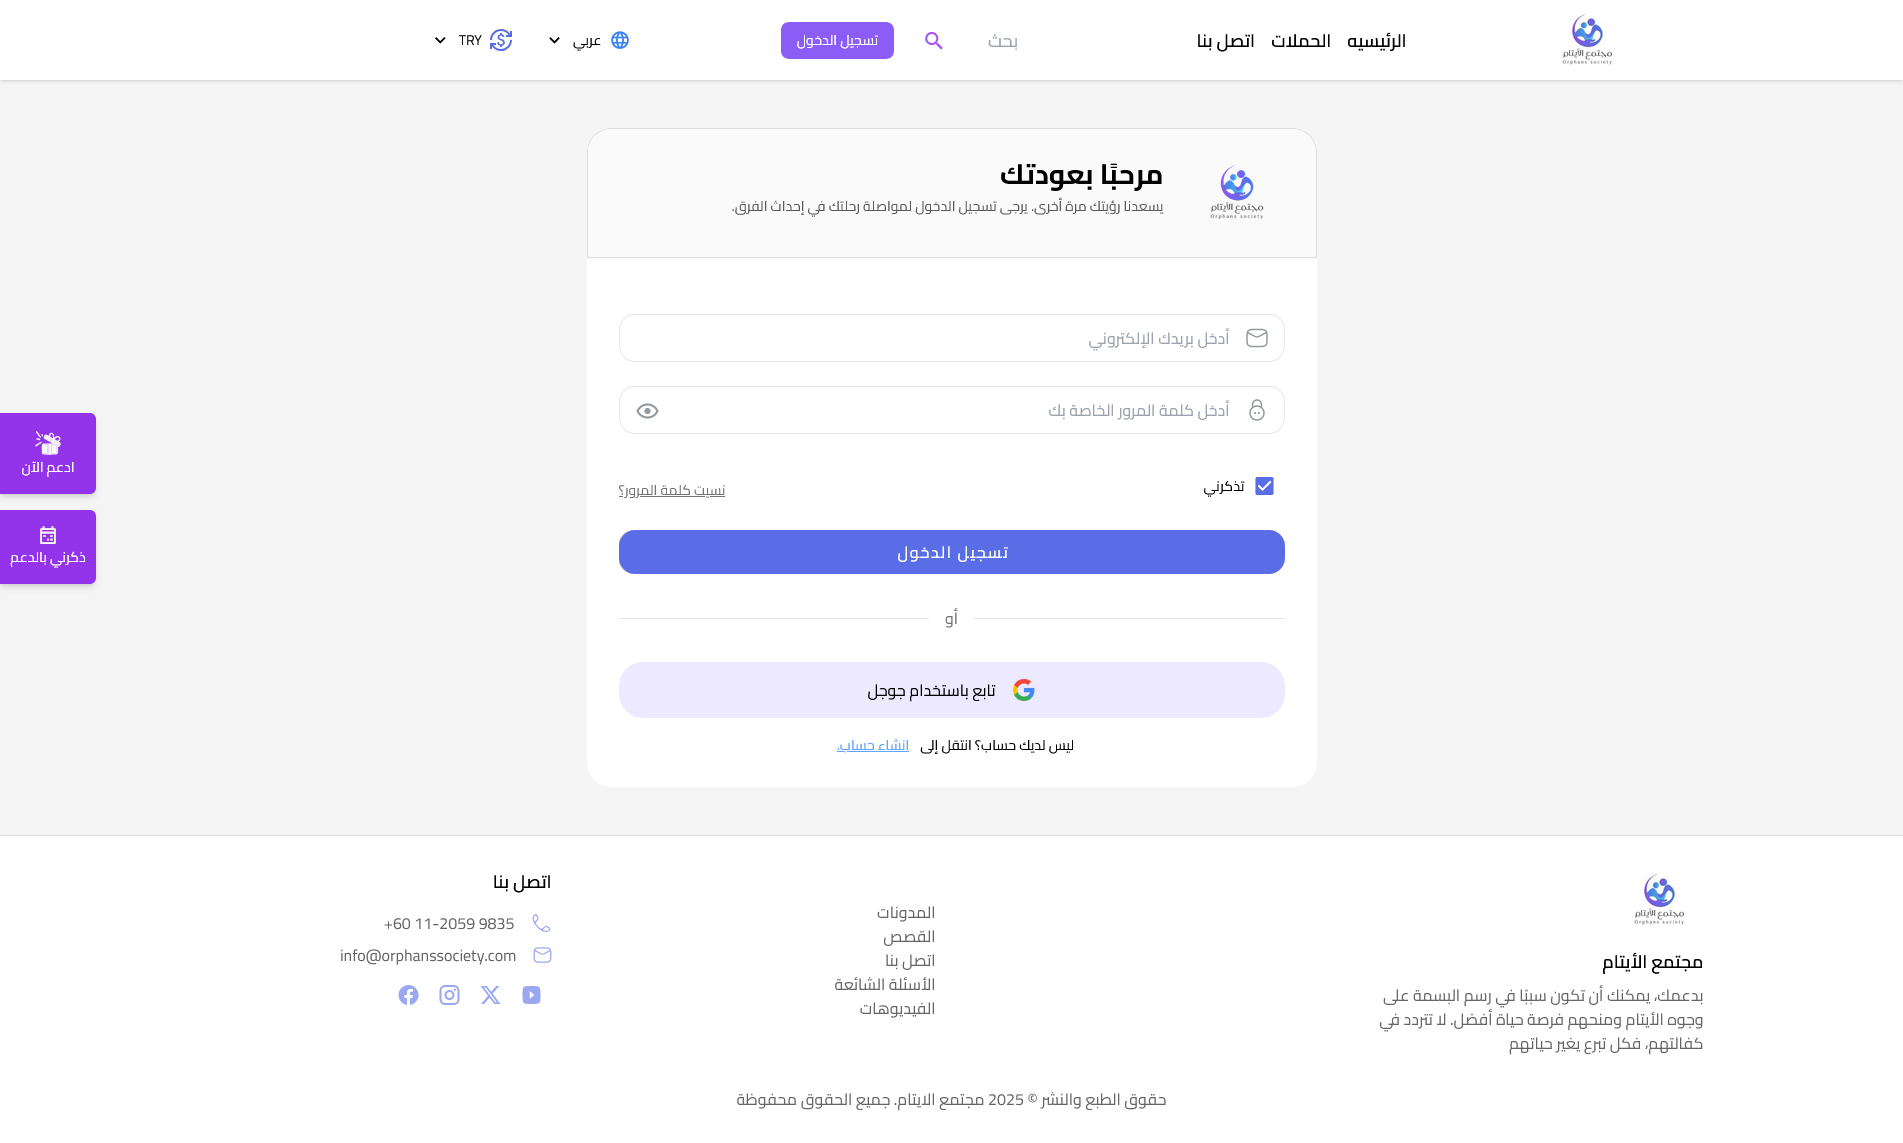 مجتمع الأيتام
Orphans society
الرئيسيه
الحملات
اتصل بنا
بحث
تسجيل الدخول
عربي
TRY
مجتمع الأيتام
Orphans society
مرحبًا بعودتك
يسعدنا رؤيتك مرة أخرى. يرجى تسجيل الدخول لمواصلة رحلتك في إحداث الفرق.
أدخل بريدك الإلكتروني
أدخل كلمة المرور الخاصة بك
تذكرني
نسيت كلمة المرور؟
تسجيل الدخول
أو
تابع باستخدام جوجل
ليس لديك حساب؟ انتقل إلى انشاء حساب.
ادعم الآن
ذكرني بالدعم
مجتمع الأيتام
Orphans society
مجتمع الأيتام
بدعمك، يمكنك أن تكون سببًا في رسم البسمة على
وجوه الأيتام ومنحهم فرصة حياة أفضل. لا تتردد في
كفالتهم، فكل تبرع يغير حياتهم
المدونات
القصص
اتصل بنا
الأسئلة الشائعة
الفيديوهات
اتصل بنا
+60 11-2059 9835
info@orphanssociety.com
حقوق الطبع والنشر © 2025 مجتمع الايتام. جميع الحقوق محفوظة